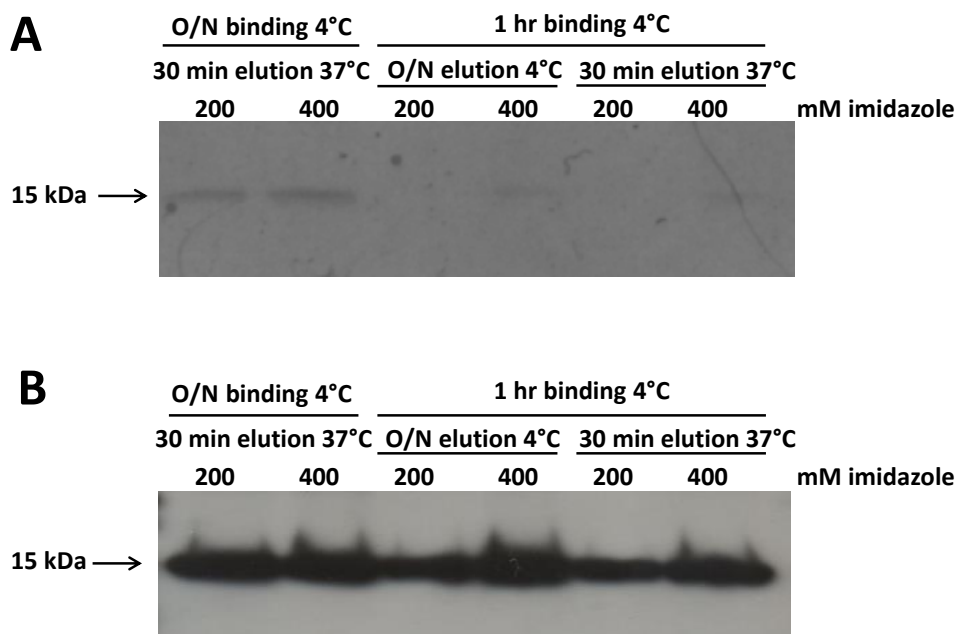 A
O/N binding 4°C 1 hr binding 4°C
30 min elution 37°C O/N elution 4°C 30 min elution 37°C
200 400 200 400 200 400 mM imidazole
15 kDa
B
O/N binding 4°C 1 hr binding 4°C
30 min elution 37°C O/N elution 4°C 30 min elution 37°C
200 400 200 400 200 400 mM imidazole
15 kDa